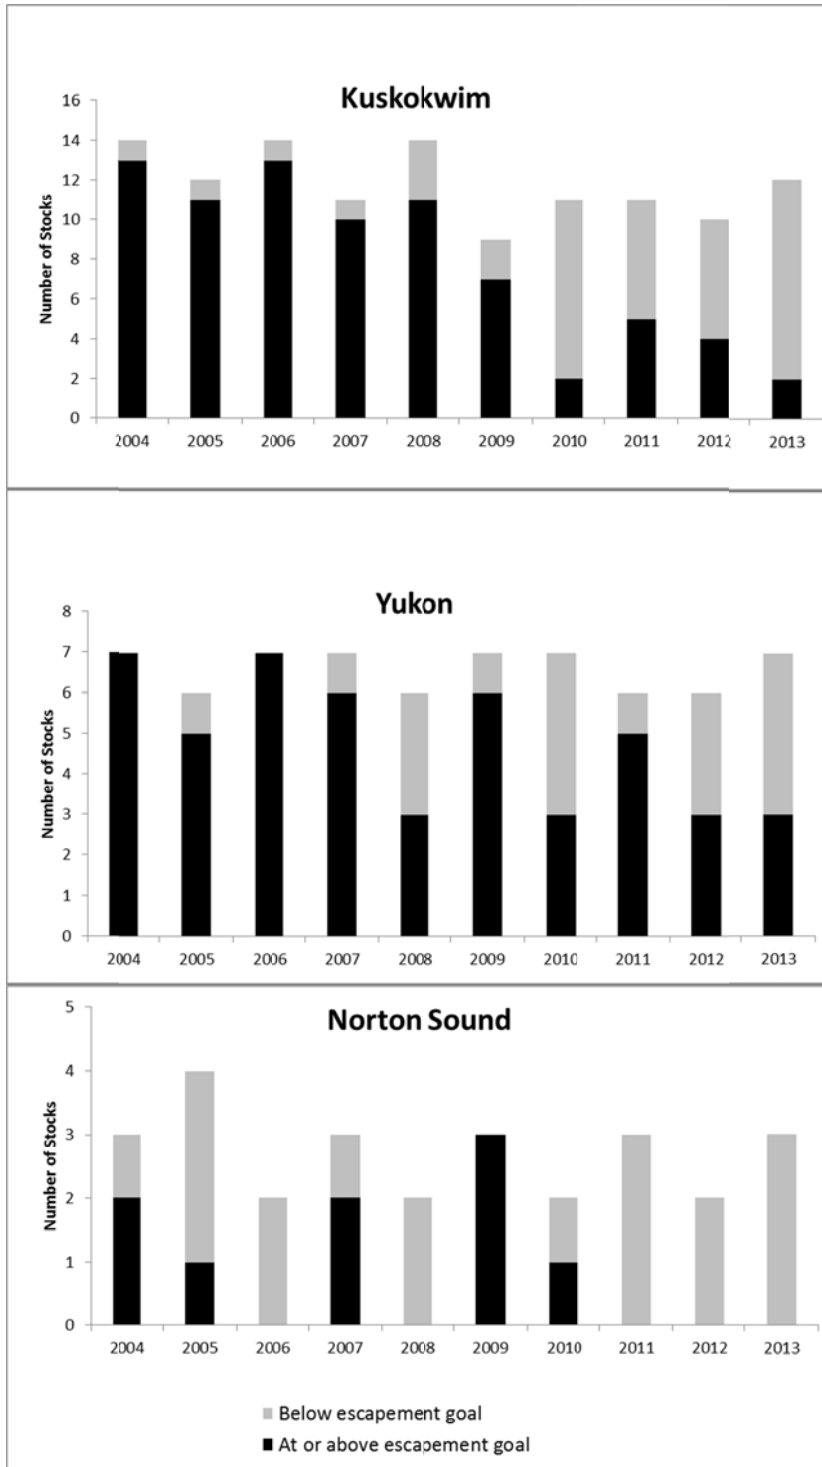 Kuskokwim
Number of Stocks
16
14
12
10
8
6
4
2
0
2004 2005 2006 2007 2008 2009 2010 2011 2012 2013
Yukon
Number of Stocks
8
7
6
5
4
3
2
1
0
2004 2005 2006 2007 2008 2009 2010 2011 2012 2013
Norton Sound
Number of Stocks
5
4
3
2
1
0
2004 2005 2006 2007 2008 2009 2010 2011 2012 2013
Below escapement goal
At or above escapement goal